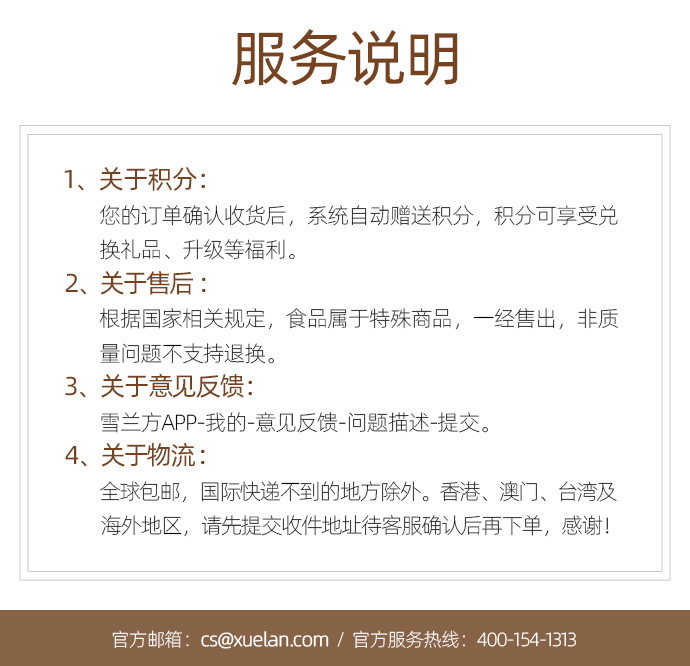 服务说明
1、关于积分：
您的订单确认收货后，系统自动赠送积分，积分可享受兑
换礼品、升级等福利。
2、关于售后：
根据国家相关规定，食品属于特殊商品，一经售出，非质
量问题不支持退换。
3、关于意见反馈：
雪兰方APP-我的-意见反馈-问题描述-提交。
4、关于物流：
全球包邮，国际快递不到的地方除外。香港、澳门、台湾及
海外地区，请先提交收件地址待客服确认后再下单，感谢！
官方邮箱：cs@xuelan.com / 官方服务热线：400-154-1313